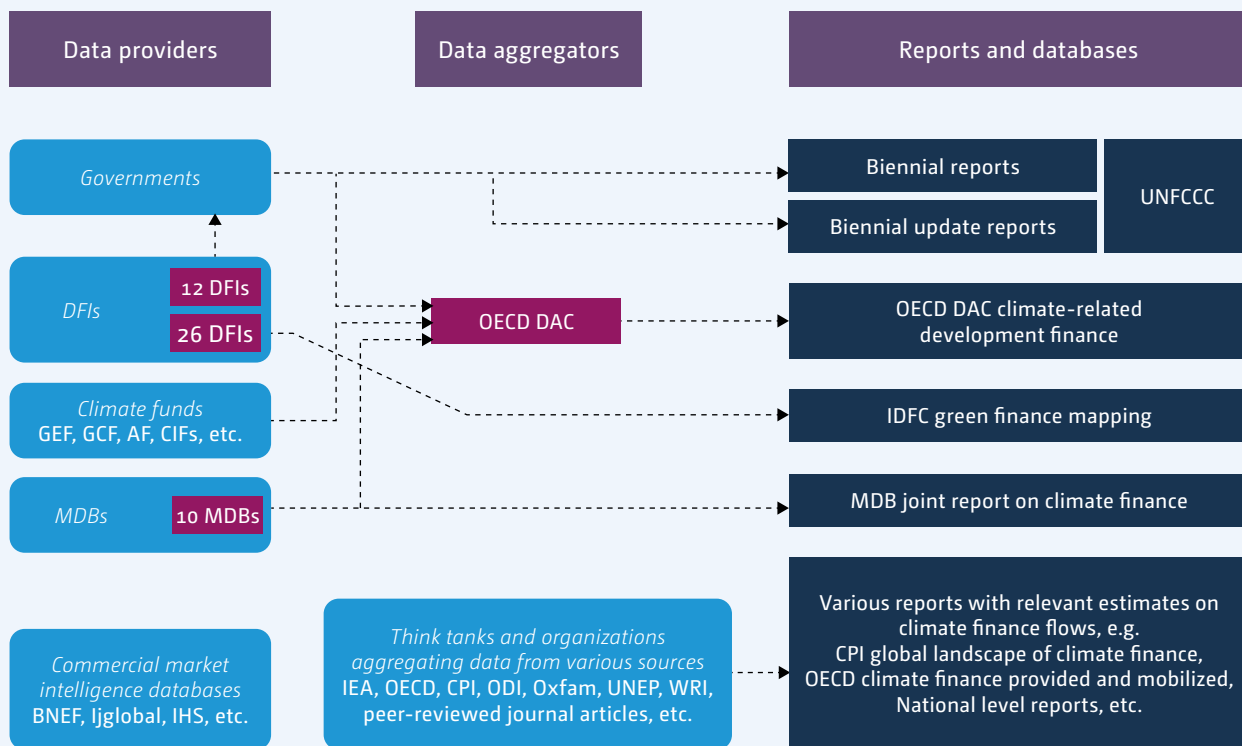 Data providers
Data aggregators
Reports and databases
Governments
Biennial reports
Biennial update reports
UNFCCC
DFIs
12 DFIs
26 DFIs
OECD DAC
OECD DAC climate-related
development finance
Climate funds
GEF, GCF, AF, CIFs, etc.
IDFC green finance mapping
MDBs
10 MDBs
MDB joint report on climate finance
Commercial market
intelligence databases
BNEF, Ijglobal, IHS, etc.
Think tanks and organizations
aggregating data from various sources
IEA, OECD, CPI, ODI, Oxfam, UNEP, WRI,
peer-reviewed journal articles, etc.
Various reports with relevant estimates on
climate finance flows, e.g.
CPI global landscape of climate finance,
OECD climate finance provided and mobilized,
National level reports, etc.